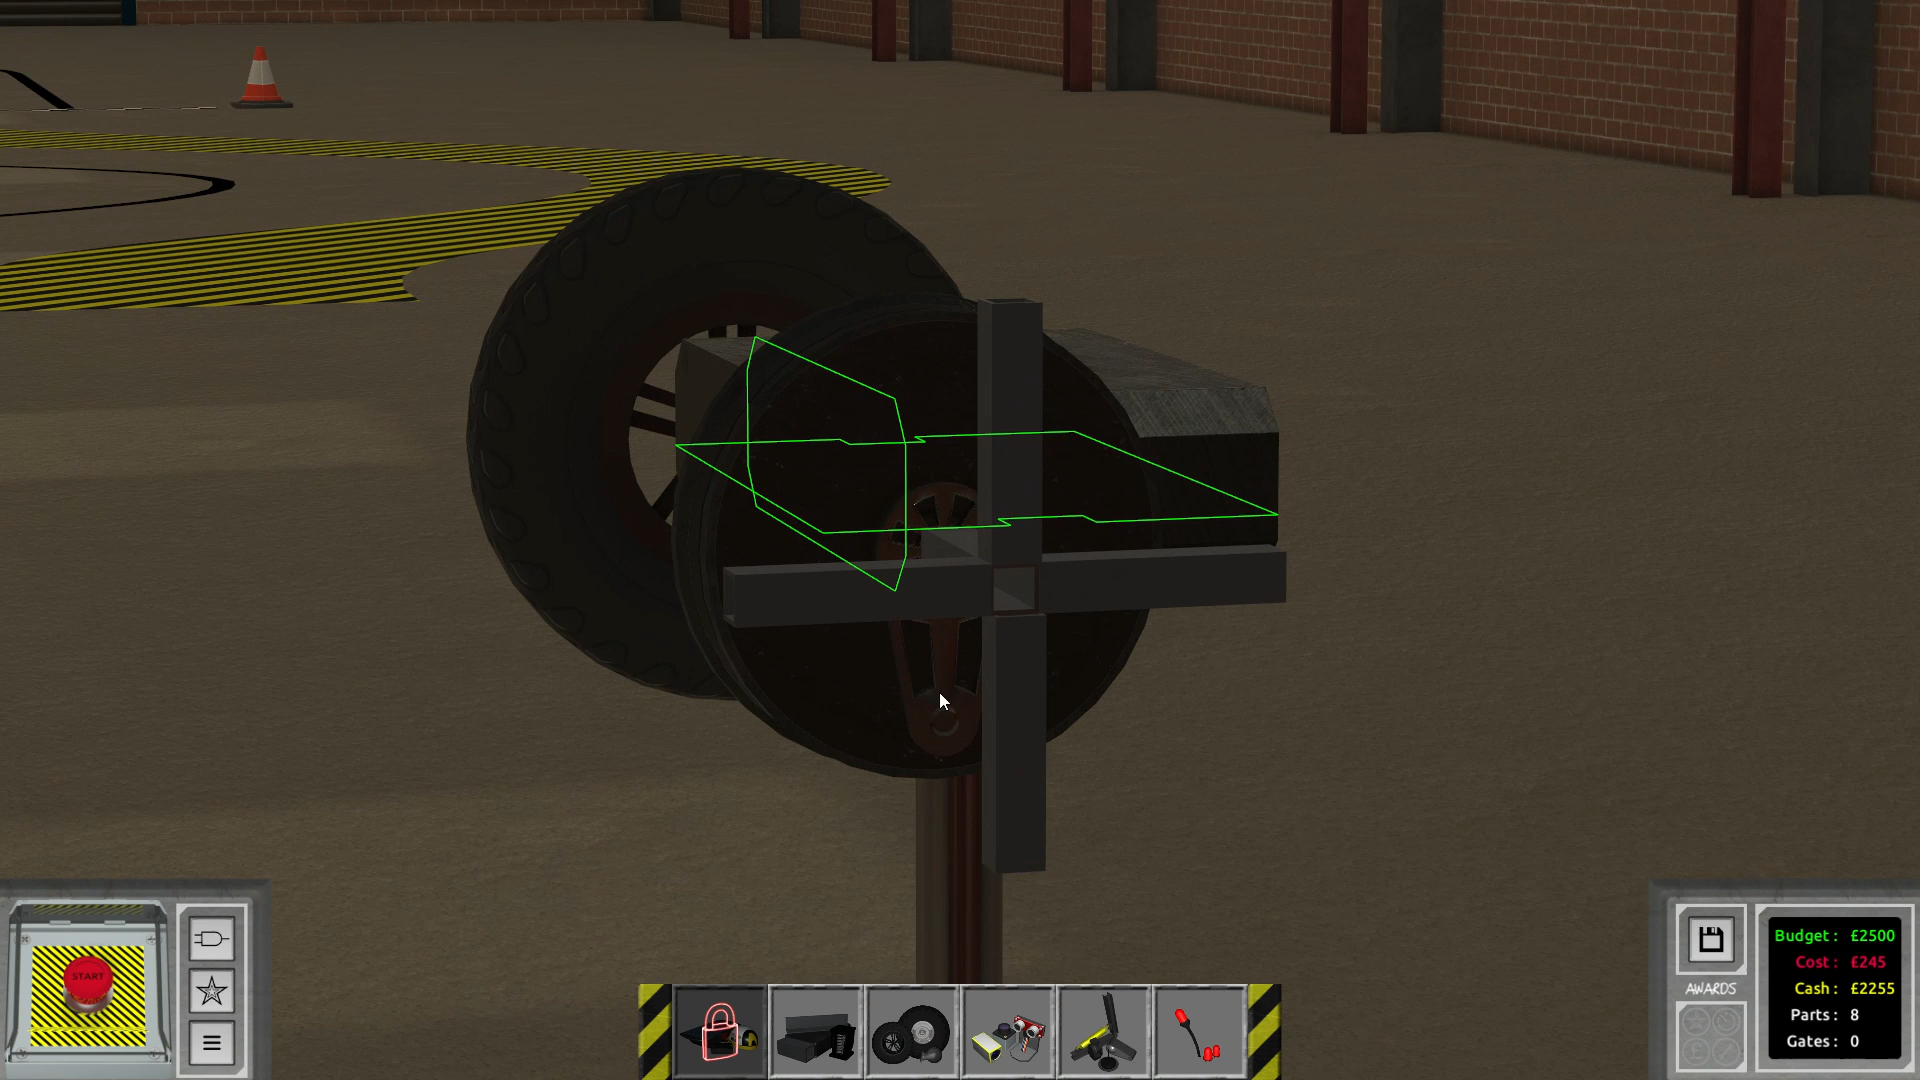 START
AWARDS
Budget: £2500
Cost: £245
Cash: £2255
Parts: 8
Gates: 0